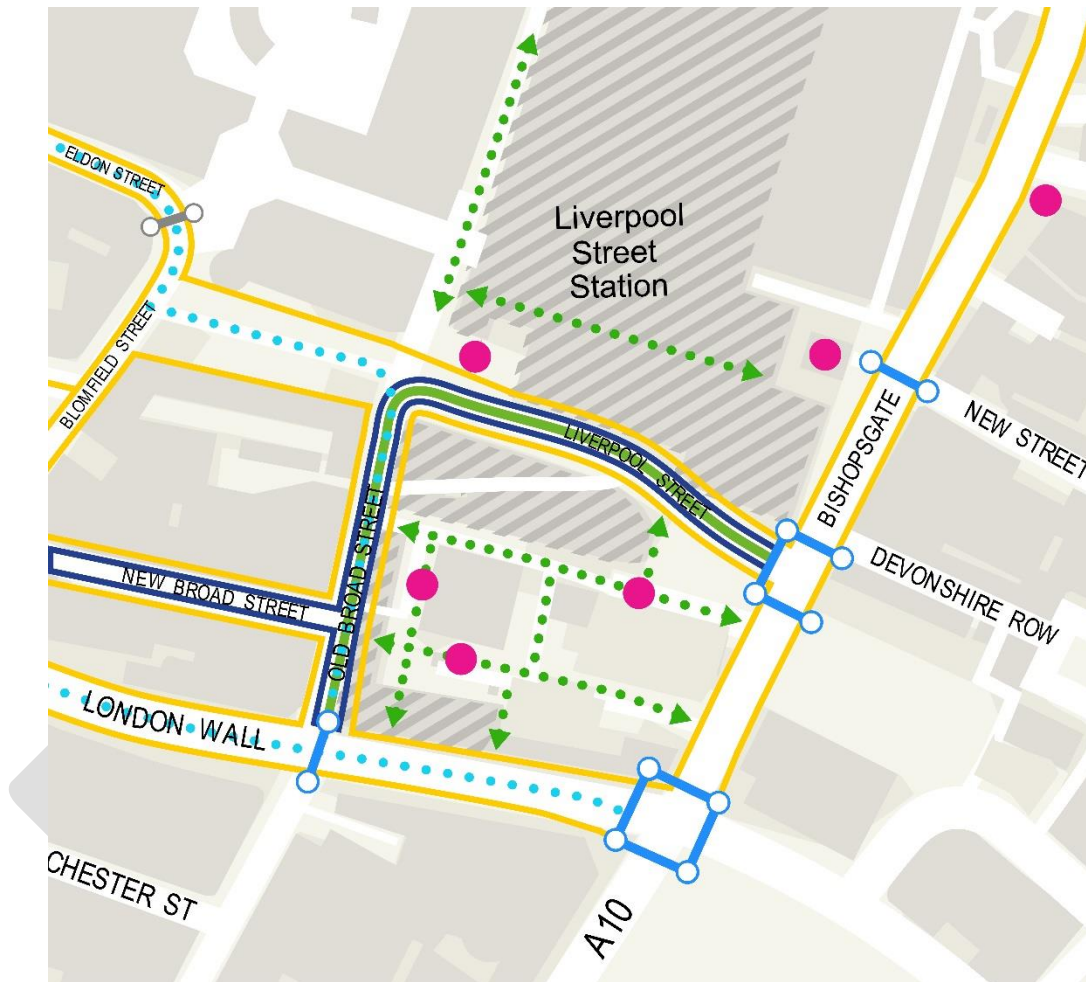 ELDON STREET
Liverpool
Street
Station
BLOMFIELD STREET
BISHOPSGATE
NEW STREET
LIVERPOOL STREET
DEVONSHIRE ROW
NEW BROAD STREET
OLD BROAD STREET
LONDON WALL
CHESTER ST
A10